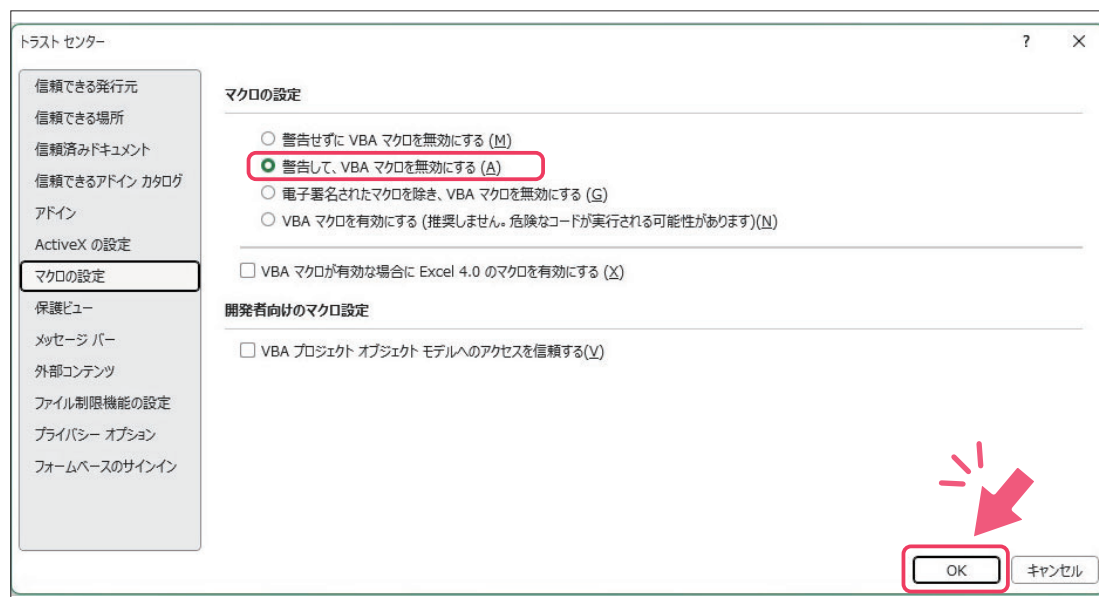 トラスト センター
?
×
信頼できる発行元
信頼できる場所
信頼済みドキュメント
信頼できるアドイン カタログ
アドイン
ActiveX の設定
マクロの設定
保護ビュー
メッセージ バー
外部コンテンツ
ファイル制限機能の設定
プライバシー オプション
フォームベースのサインイン
マクロの設定
警告せずに VBA マクロを無効にする (M)
警告して、VBA マクロを無効にする (A)
電子署名されたマクロを除き、VBA マクロを無効にする (G)
VBA マクロを有効にする (推奨しません。危険なコードが実行される可能性があります)(N)
VBA マクロが有効な場合に Excel 4.0 のマクロを有効にする (X)
開発者向けのマクロ設定
VBA プロジェクト オブジェクト モデルへのアクセスを信頼する(V)
OK
キャンセル